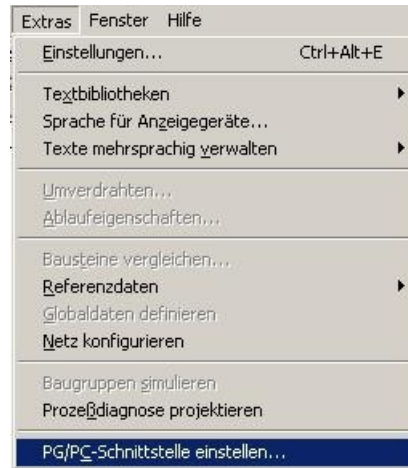 Extras Fenster Hilfe
Einstellungen... Ctrl+Alt+E
Textbibliotheken
Sprache für Anzeigegeräte...
Texte mehrsprachig verwalten
Umverdrahten...
Ablaufeigenschaften...
Bausteine vergleichen...
Referenzdaten
Globaldaten definieren
Netz konfigurieren
Baugruppen simulieren
Prozeßdiagnose projektieren
PG/PC-Schnittstelle einstellen...